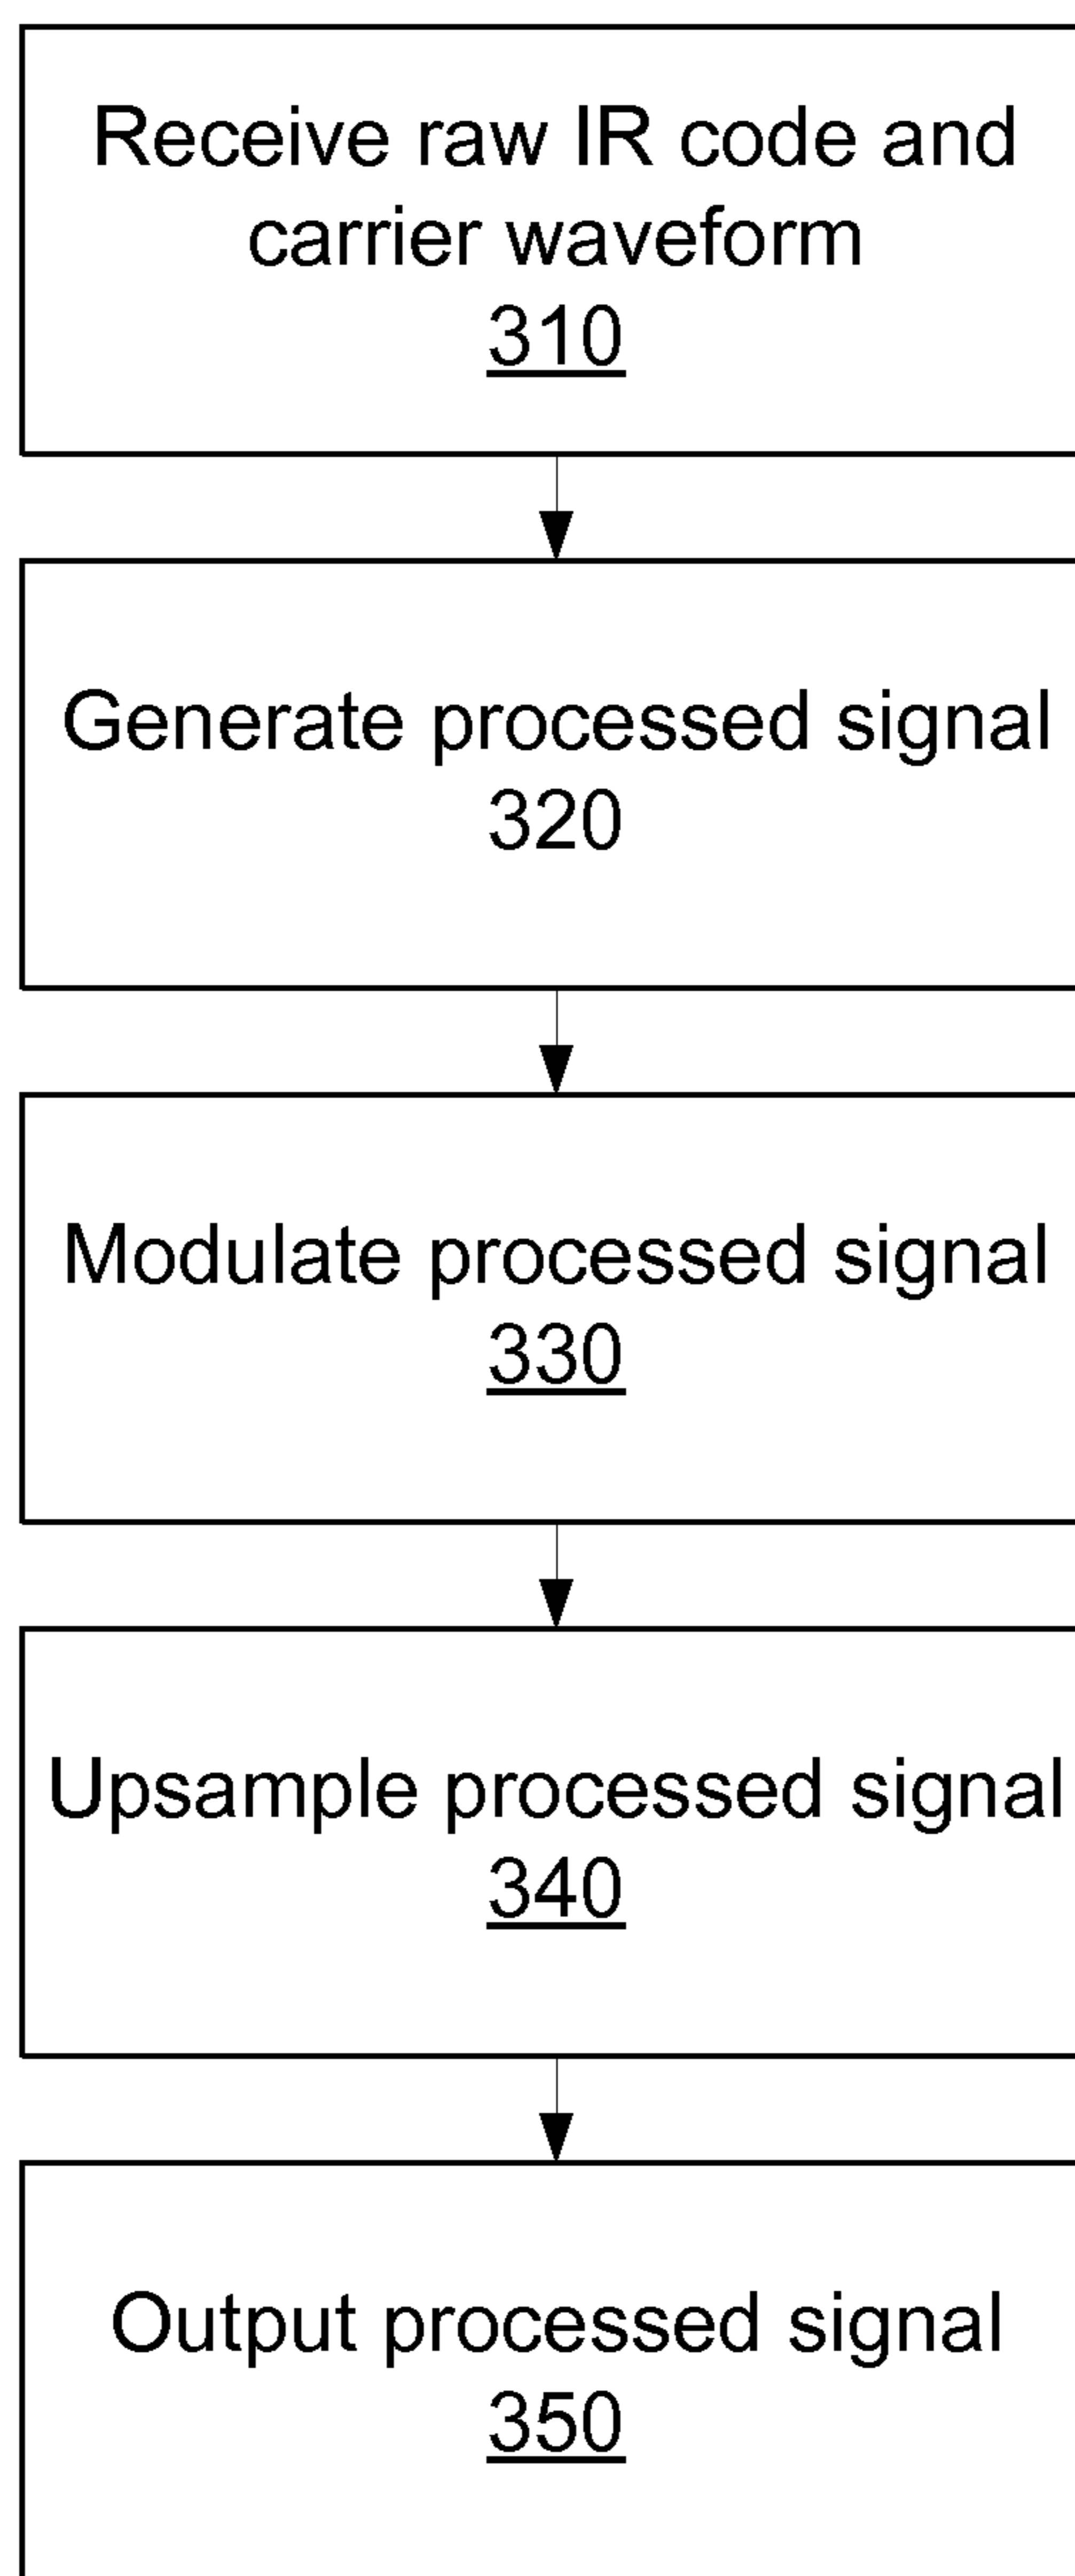 Receive raw IR code and
carrier waveform
310
Generate processed signal
320
Modulate processed signal
330
Upsample processed signal
340
Output processed signal
350